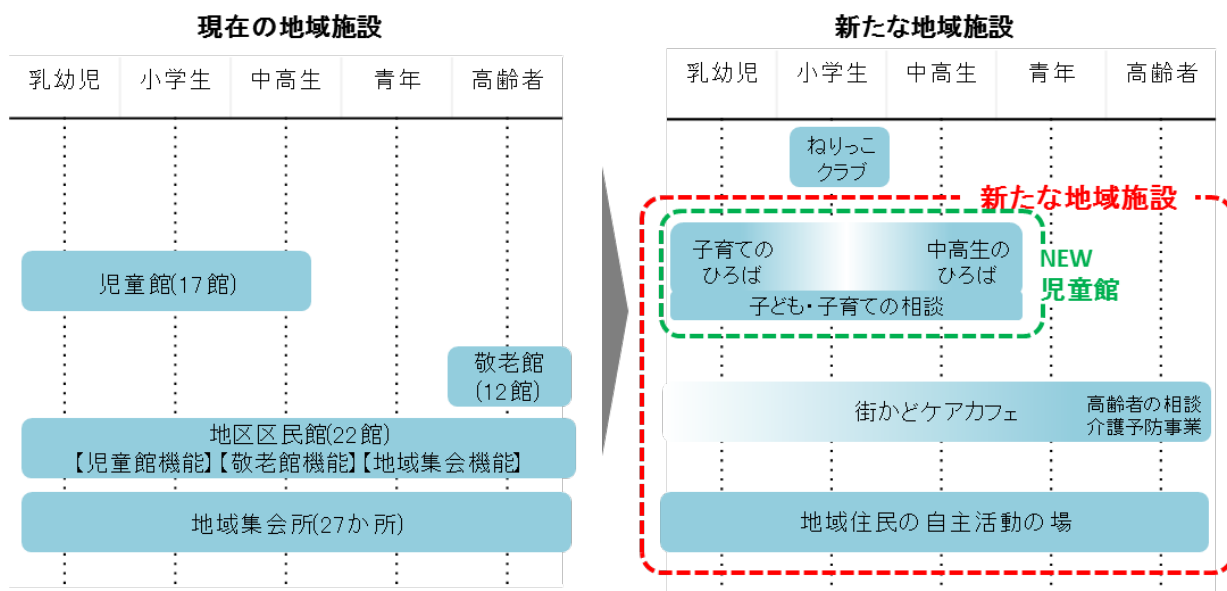 現在の地域施設
乳幼児
小学生
中高生
青年
高齢者
児童館(17館)
敬老館
(12館)
地区区民館(22館)
【児童館機能】【敬老館機能】【地域集会機能】
地域集会所(27か所)
新たな地域施設
乳幼児
小学生
中高生
青年
高齢者
ねりっこ
クラブ
新たな地域施設
子育ての
ひろば
中高生の
ひろば
子ども・子育ての相談
NEW
児童館
街かどケアカフェ
高齢者の相談
介護予防事業
地域住民の自主活動の場